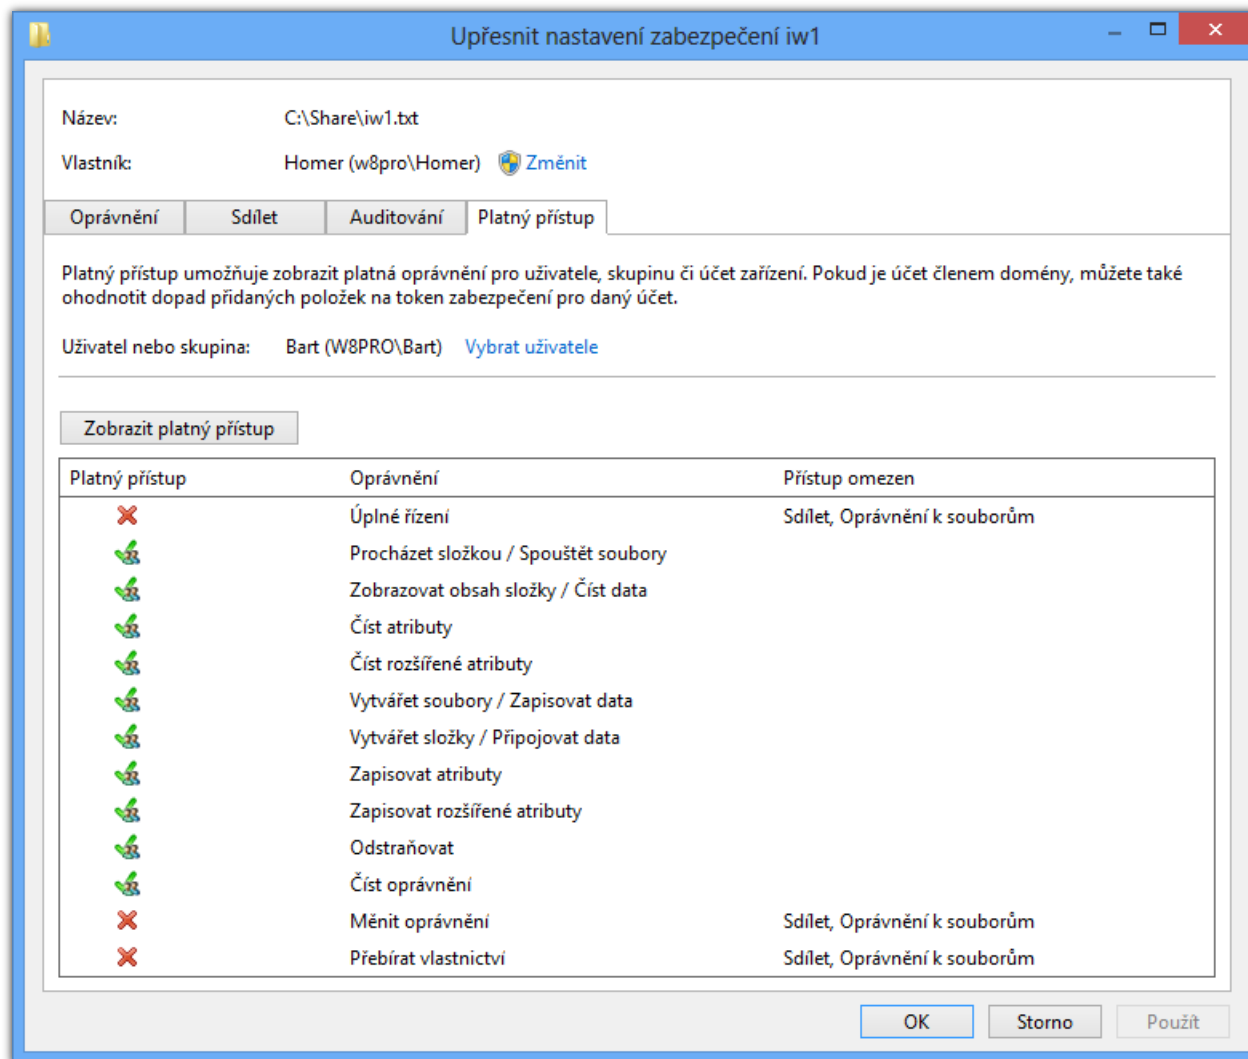 Upřesnit nastavení zabezpečení iw1
Název: C:\Share\iw1.txt
Vlastník: Homer (w8pro\Homer) Změnit
Oprávnění Sdílet Auditování Platný přístup
Platný přístup umožňuje zobrazit platná oprávnění pro uživatele, skupinu či účet zařízení. Pokud je účet členem domény, můžete také
ohodnotit dopad přidaných položek na token zabezpečení pro daný účet.
Uživatel nebo skupina: Bart (W8PRO\Bart) Vybrat uživatele
Zobrazit platný přístup
Platný přístup Oprávnění Přístup omezen
Úplné řízení Sdílet, Oprávnění k souborům
Procházet složkou / Spouštět soubory
Zobrazovat obsah složky / Číst data
Číst atributy
Číst rozšířené atributy
Vytvářet soubory / Zapisovat data
Vytvářet složky / Připojovat data
Zapisovat atributy
Zapisovat rozšířené atributy
Odstraňovat
Číst oprávnění
Měnit oprávnění Sdílet, Oprávnění k souborům
Přebírat vlastnictví Sdílet, Oprávnění k souborům
OK Storno Použít